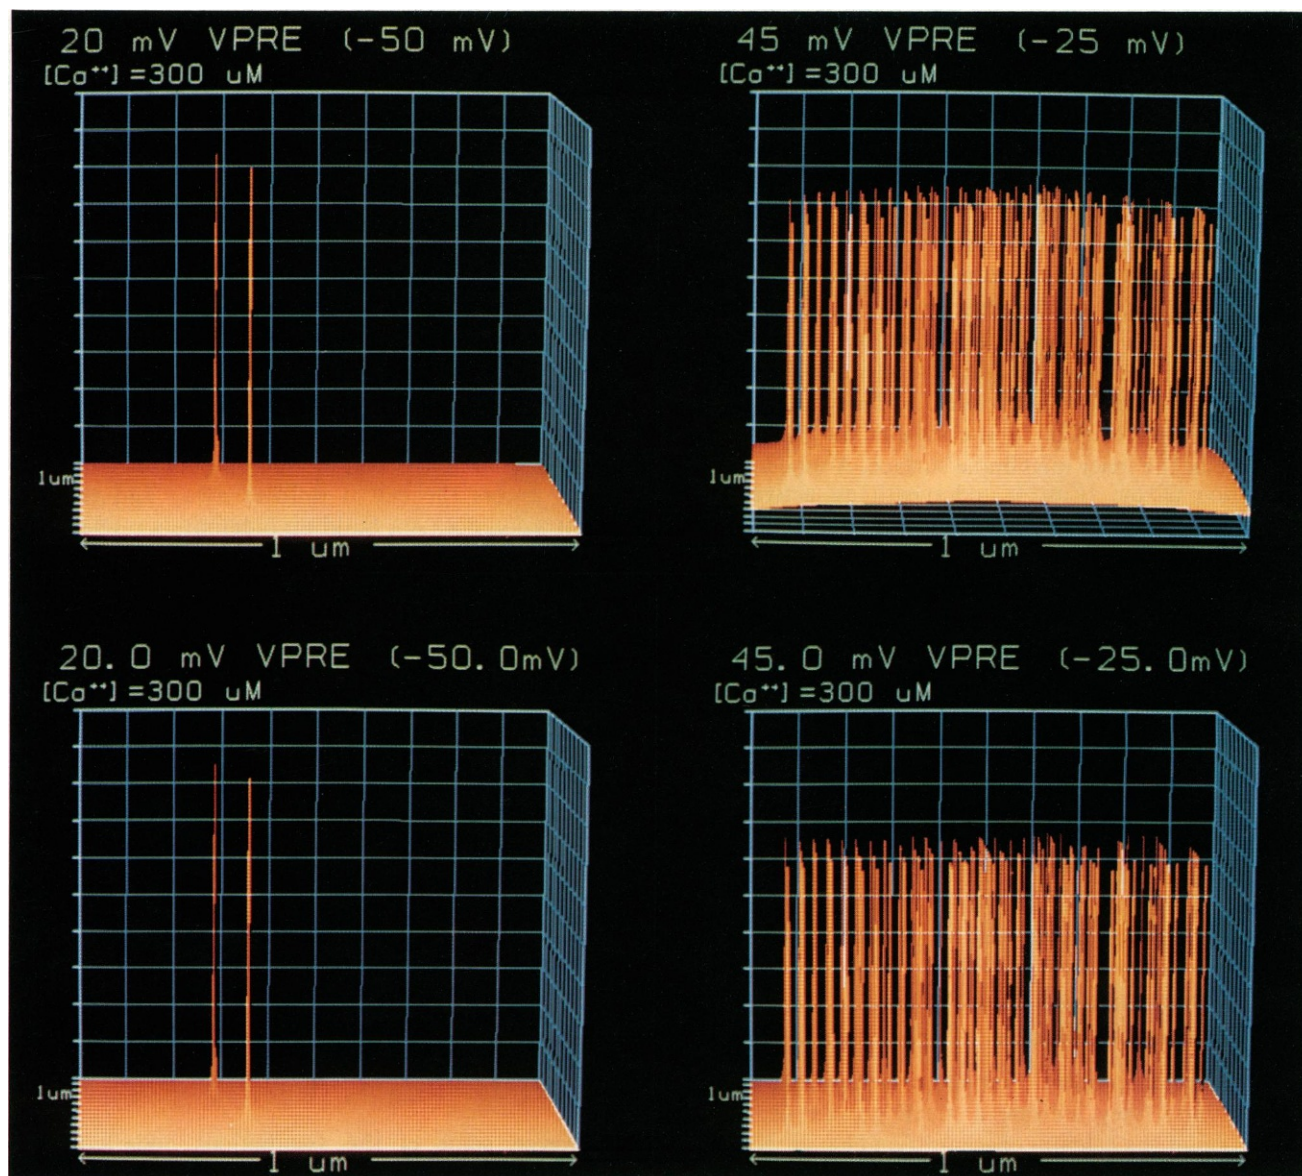 20 mV VPRE (-50 mV)
[Ca⁺⁺] =300 uM
1um
1 um
45 mV VPRE (-25 mV)
[Ca⁺⁺] =300 uM
1um
1 um
20.0 mV VPRE (-50.0mV)
[Ca⁺⁺] =300 uM
1um
1 um
45.0 mV VPRE (-25.0mV)
[Ca⁺⁺] =300 uM
1um
1 um